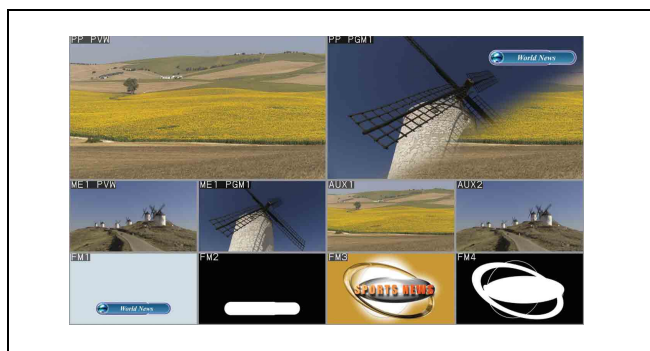 PP PVW
PP PGM1
World News
ME1 PVW
ME1 PGM1
AUX1
AUX2
FM1
World News
FM2
FM3
SPORTS NEWS
FM4